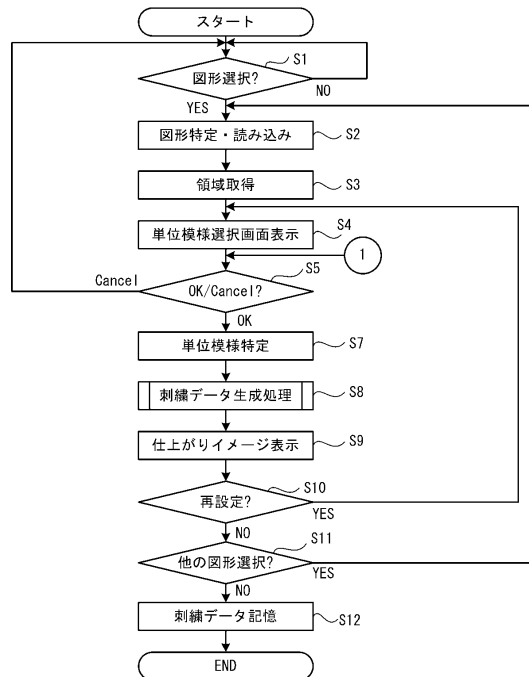 スタート
S1
図形選択?
NO
YES
図形特定・読み込み
S2
領域取得
S3
単位模様選択画面表示
S4
1
S5
Cancel
OK/Cancel?
OK
単位模様特定
S7
刺繍データ生成処理
S8
仕上がりイメージ表示
S9
S10
再設定?
YES
NO
S11
他の図形選択?
YES
NO
刺繍データ記憶
S12
END